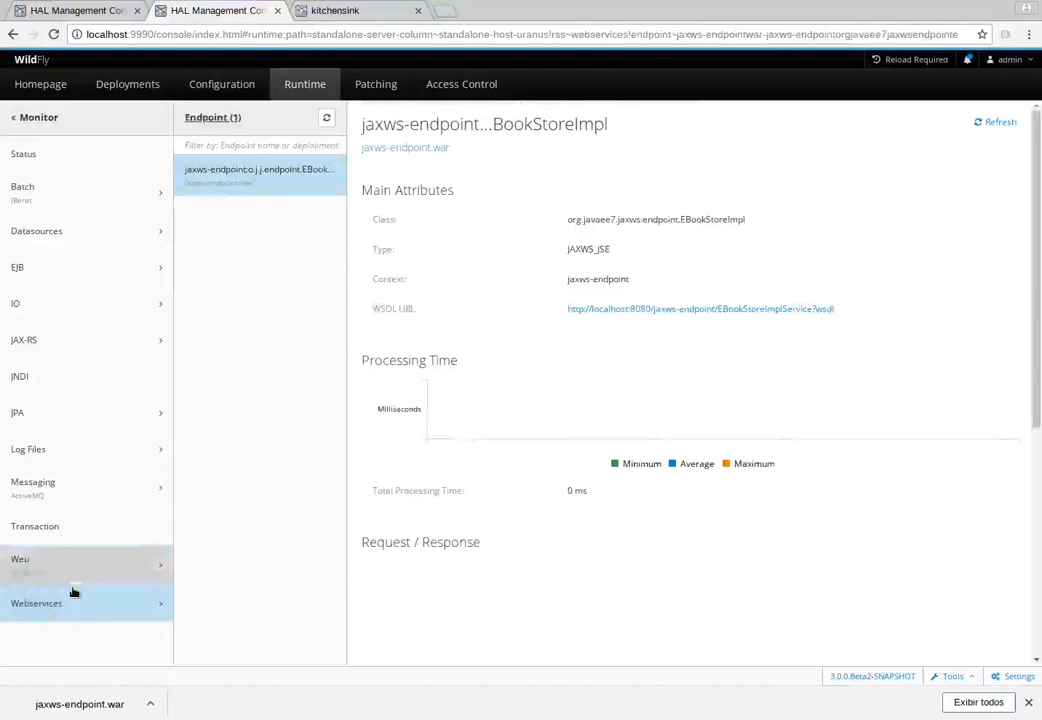 HAL Management Con
HAL Management Con
kitchensink
localhost:9990/console/index.html#runtime;path=standalone-server-column~standalone-host-uranus!rss~webservices!endpoint~jaxws-endpointwar-jaxws-endpointorgjavaee7jaxwsendpointe
WildFly
Reload Required
admin
Homepage
Deployments
Configuration
Runtime
Patching
Access Control
« Monitor
Status
Batch
JBeret
Datasources
EJB
IO
JAX-RS
JNDI
JPA
Log Files
Messaging
ActiveMQ
Transaction
Web
Webservices
Endpoint (1)
Filter by: Endpoint name or deployment
jaxws-endpoint:o.j.j.endpoint.EBook...
jaxws-endpoint.war
jaxws-endpoint...BookStoreImpl
Refresh
jaxws-endpoint.war
Main Attributes
Class: org.javaee7.jaxws.endpoint.EBookStoreImpl
Type: JAXWS_JSE
Context: jaxws-endpoint
WSDL URL: http://localhost:8080/jaxws-endpoint/EBookStoreImplService?wsdl
Processing Time
Milliseconds
Minimum Average Maximum
Total Processing Time: 0 ms
Request / Response
3.0.0.Beta2-SNAPSHOT
Tools
Settings
jaxws-endpoint.war
Exibir todos